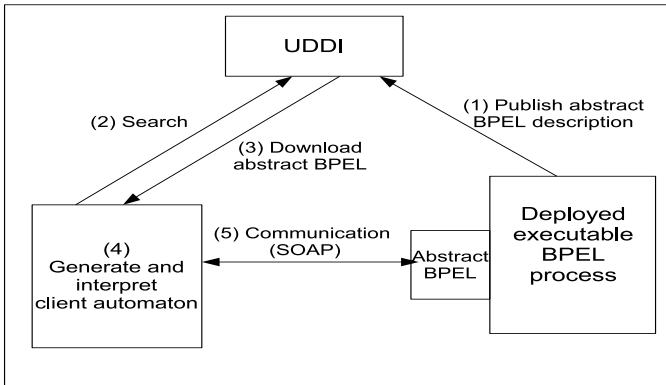 UDDI
(1) Publish abstract
BPEL description
(2) Search
(3) Download
abstract BPEL
(4)
Generate and
interpret
client automaton
(5) Communication
(SOAP)
Abstract
BPEL
Deployed
executable
BPEL
process